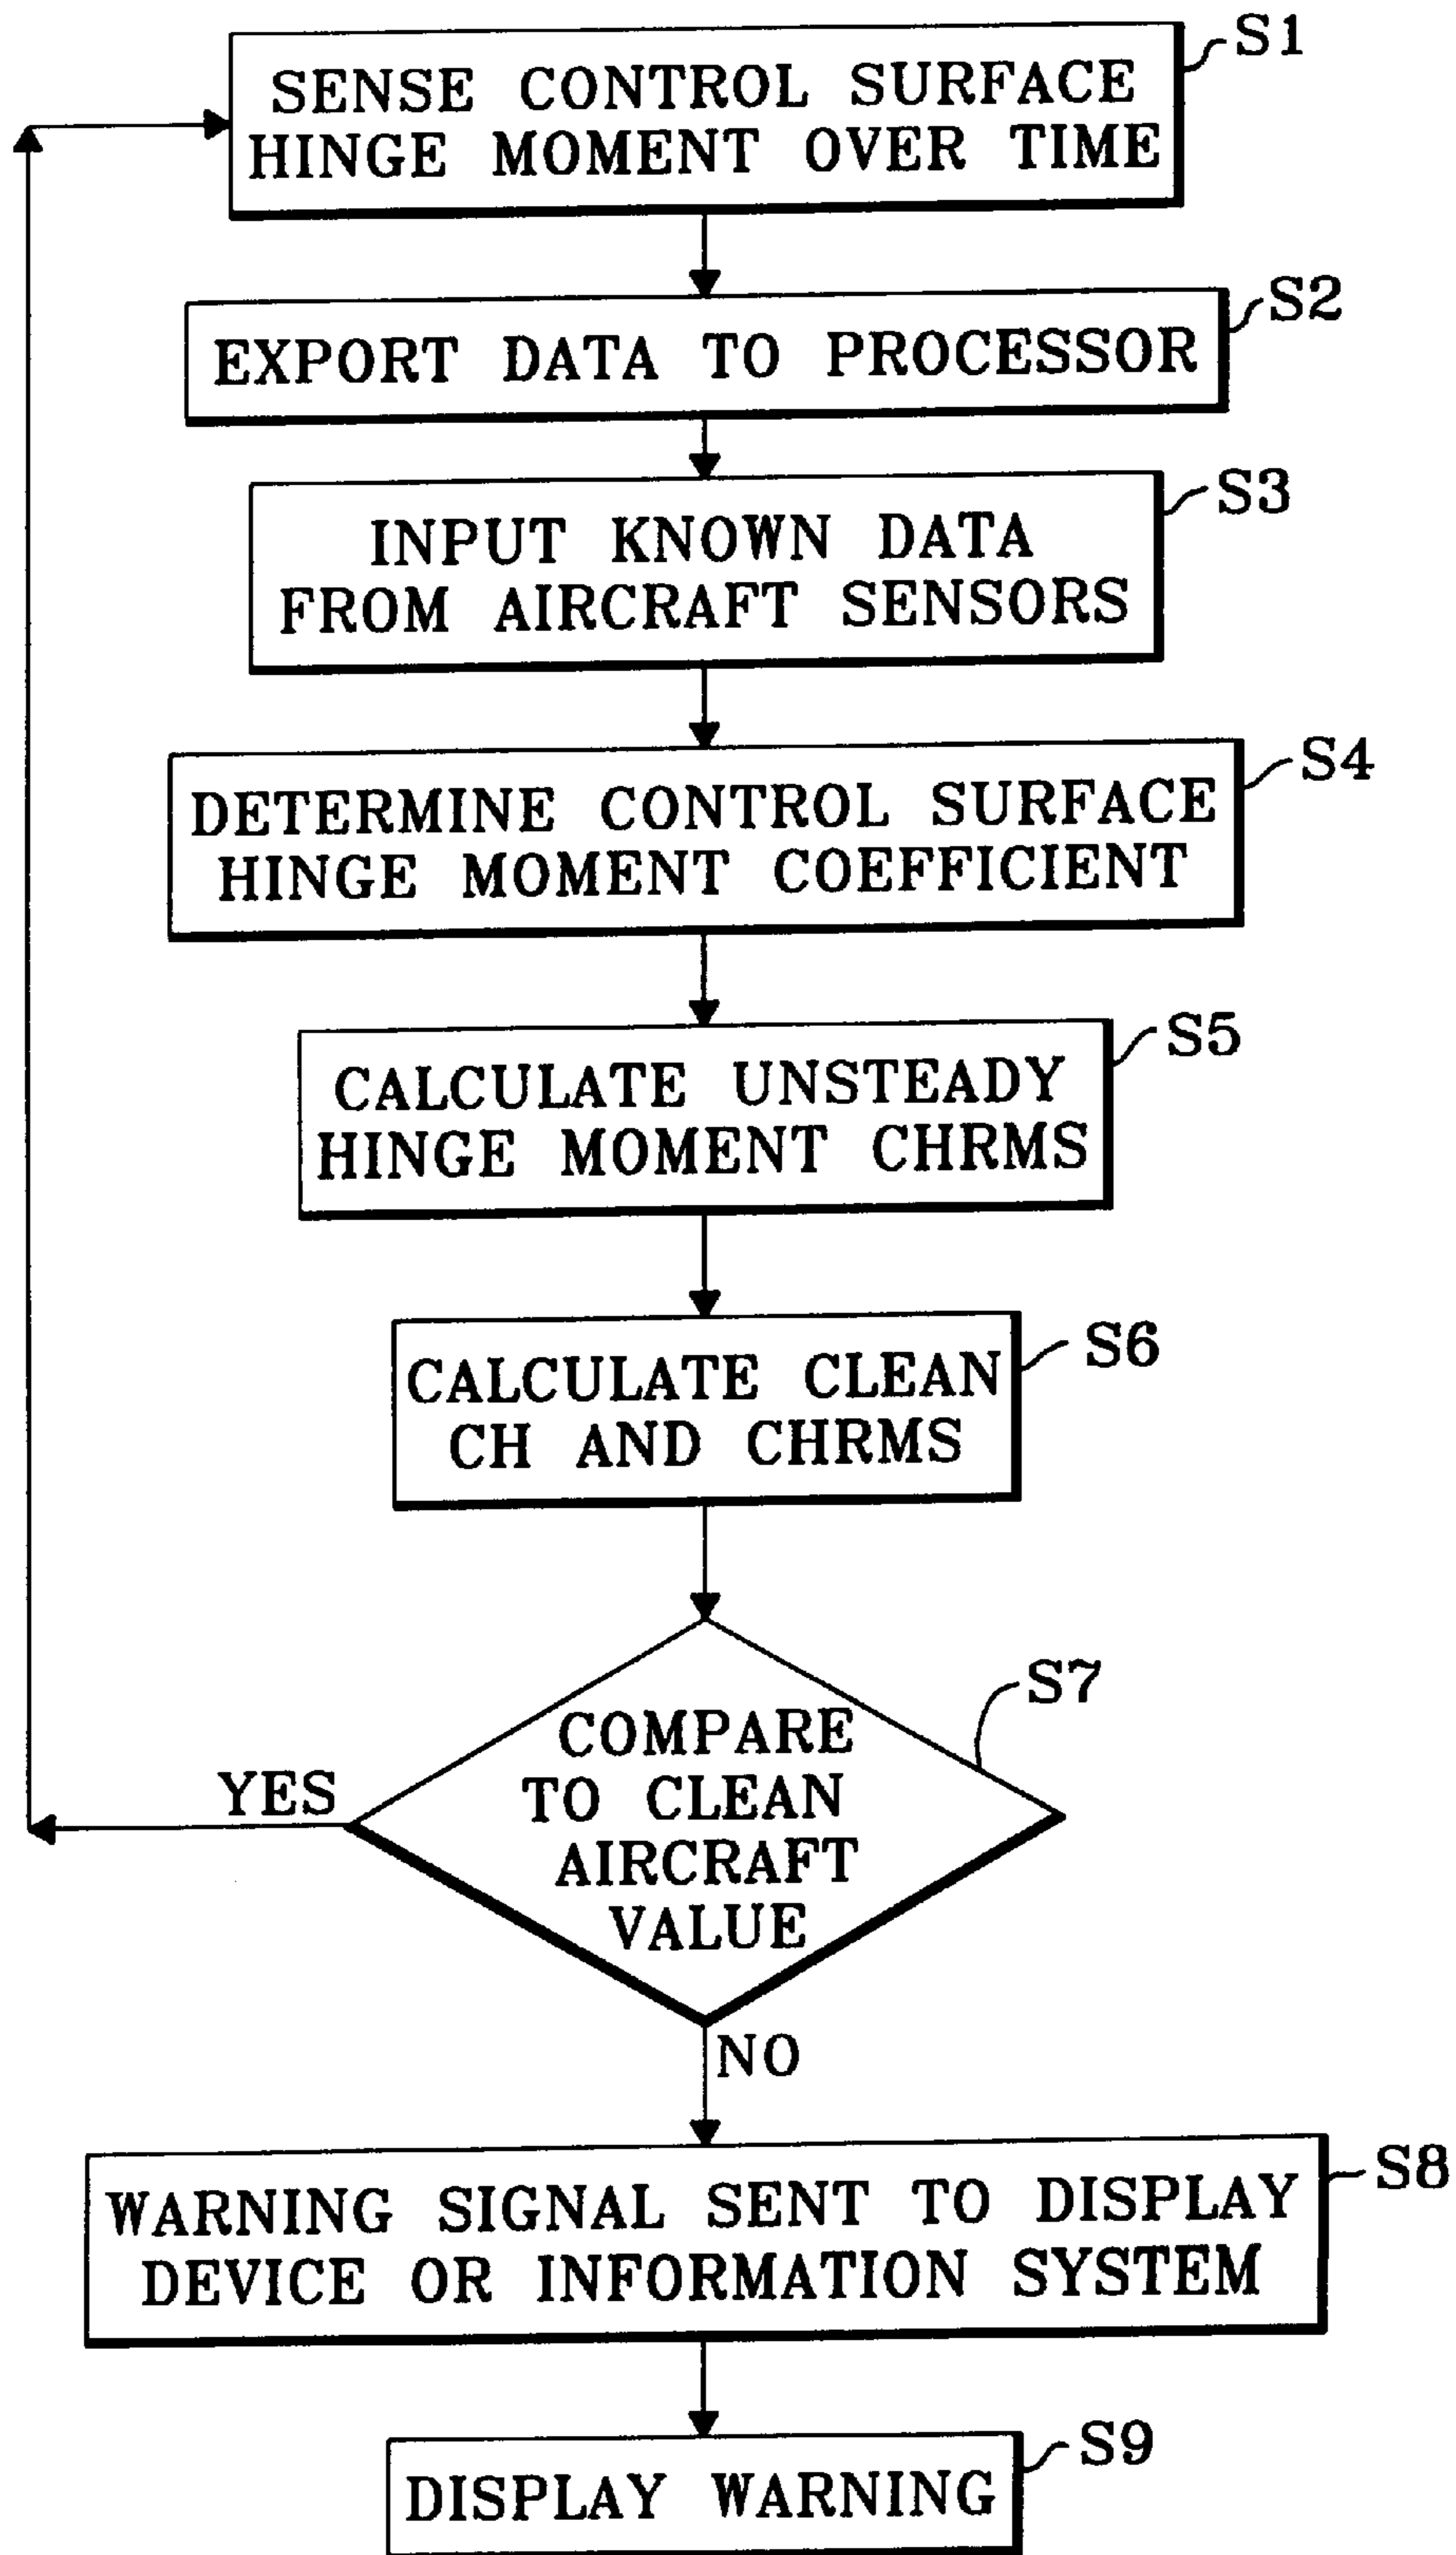 S1
SENSE CONTROL SURFACE
HINGE MOMENT OVER TIME
S2
EXPORT DATA TO PROCESSOR
S3
INPUT KNOWN DATA
FROM AIRCRAFT SENSORS
S4
DETERMINE CONTROL SURFACE
HINGE MOMENT COEFFICIENT
S5
CALCULATE UNSTEADY
HINGE MOMENT CHRMS
S6
CALCULATE CLEAN
CH AND CHRMS
S7
COMPARE
TO CLEAN
AIRCRAFT
VALUE
YES
NO
S8
WARNING SIGNAL SENT TO DISPLAY
DEVICE OR INFORMATION SYSTEM
S9
DISPLAY WARNING